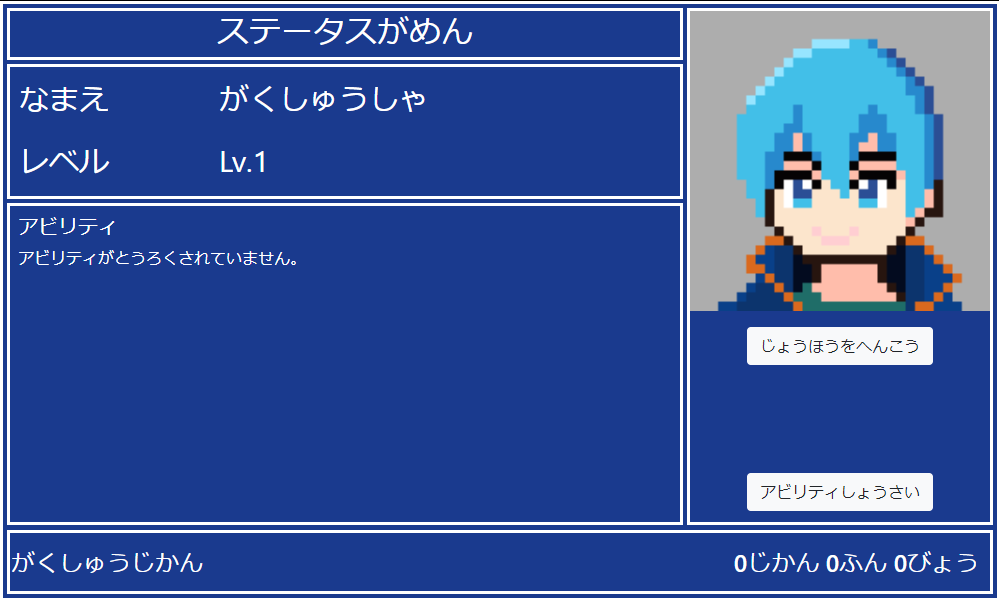 ステータスがめん
なまえ がくしゅうしゃ
レベル Lv.1
アビリティ
アビリティがとうろくされていません。
じょうほうをへんこう
アビリティしょうさい
がくしゅうじかん 0じかん 0ふん 0びょう